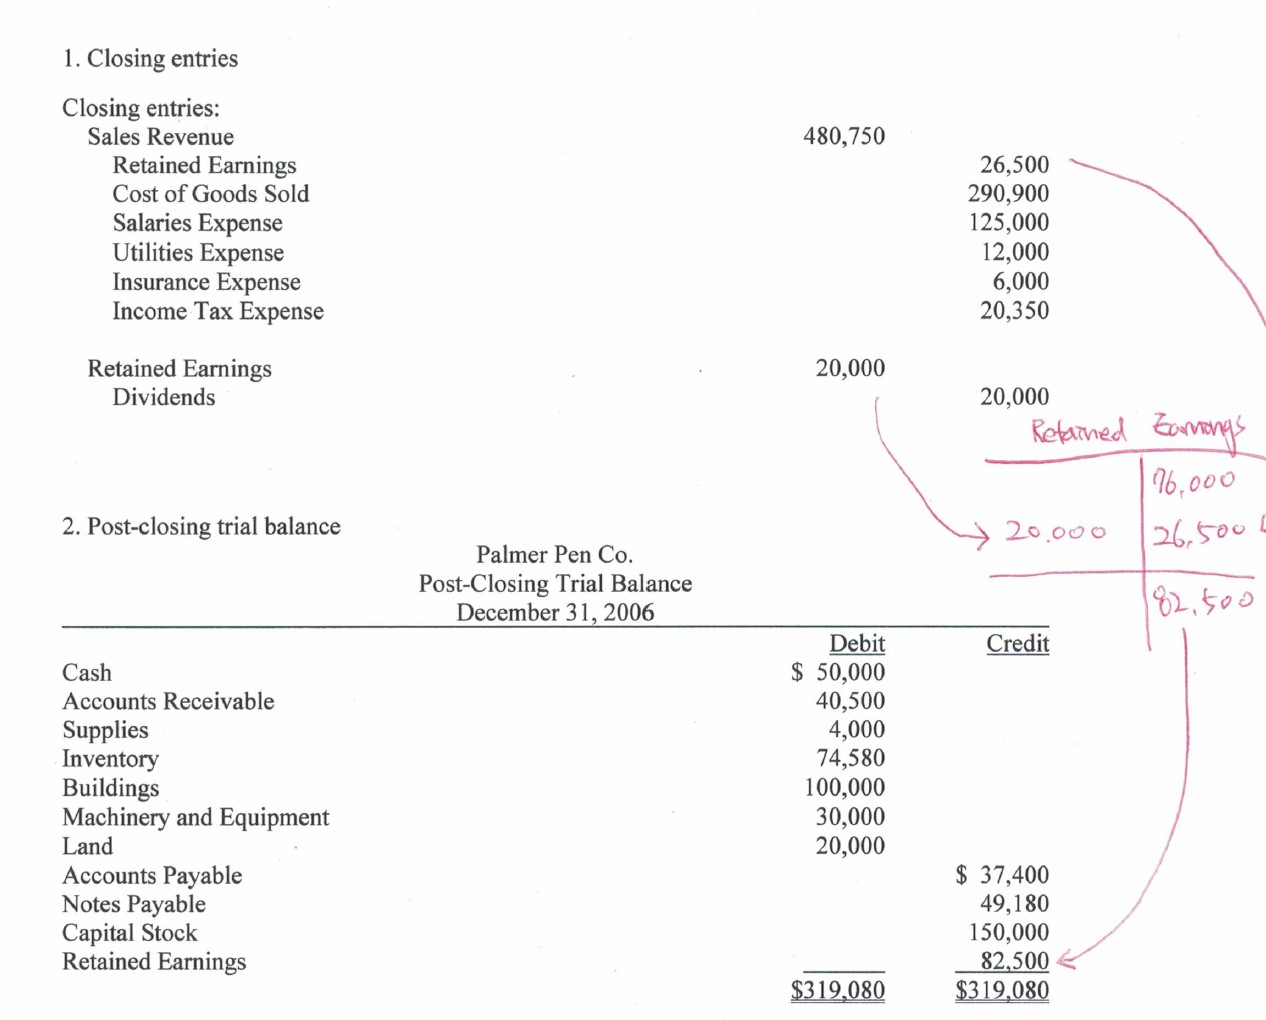 1. Closing entries
Closing entries:
Sales Revenue 480,750
Retained Earnings 26,500
Cost of Goods Sold 290,900
Salaries Expense 125,000
Utilities Expense 12,000
Insurance Expense 6,000
Income Tax Expense 20,350
Retained Earnings 20,000
Dividends 20,000
Retained Earnings
76,000
20.000 26,500
82,500
2. Post-closing trial balance
Palmer Pen Co.
Post-Closing Trial Balance
December 31, 2006
Debit Credit
Cash $ 50,000
Accounts Receivable 40,500
Supplies 4,000
Inventory 74,580
Buildings 100,000
Machinery and Equipment 30,000
Land 20,000
Accounts Payable $ 37,400
Notes Payable 49,180
Capital Stock 150,000
Retained Earnings 82,500
$319,080 $319,080